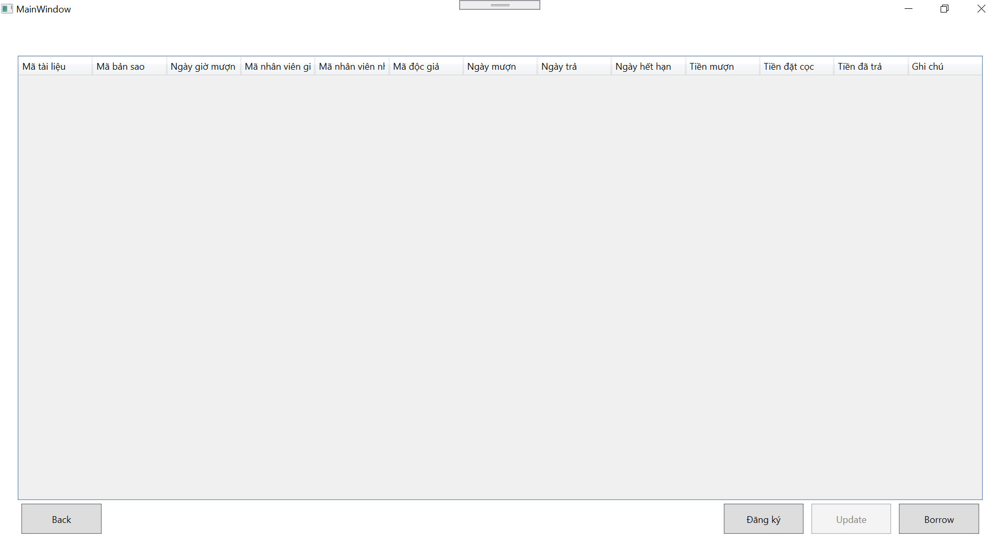 MainWindow
Mã tài liệu Mã bản sao Ngày giờ mượn Mã nhân viên gi Mã nhân viên nh Mã độc giả Ngày mượn Ngày trả Ngày hết hạn Tiền mượn Tiền đặt cọc Tiền đã trả Ghi chú
Back Đăng ký Update Borrow